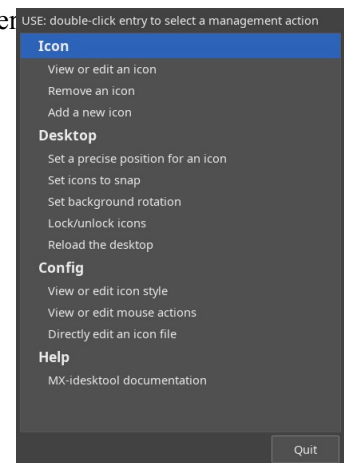 er
USE: double-click entry to select a management action
Icon
View or edit an icon
Remove an icon
Add a new icon
Desktop
Set a precise position for an icon
Set icons to snap
Set background rotation
Lock/unlock icons
Reload the desktop
Config
View or edit icon style
View or edit mouse actions
Directly edit an icon file
Help
MX-idesktool documentation
Quit